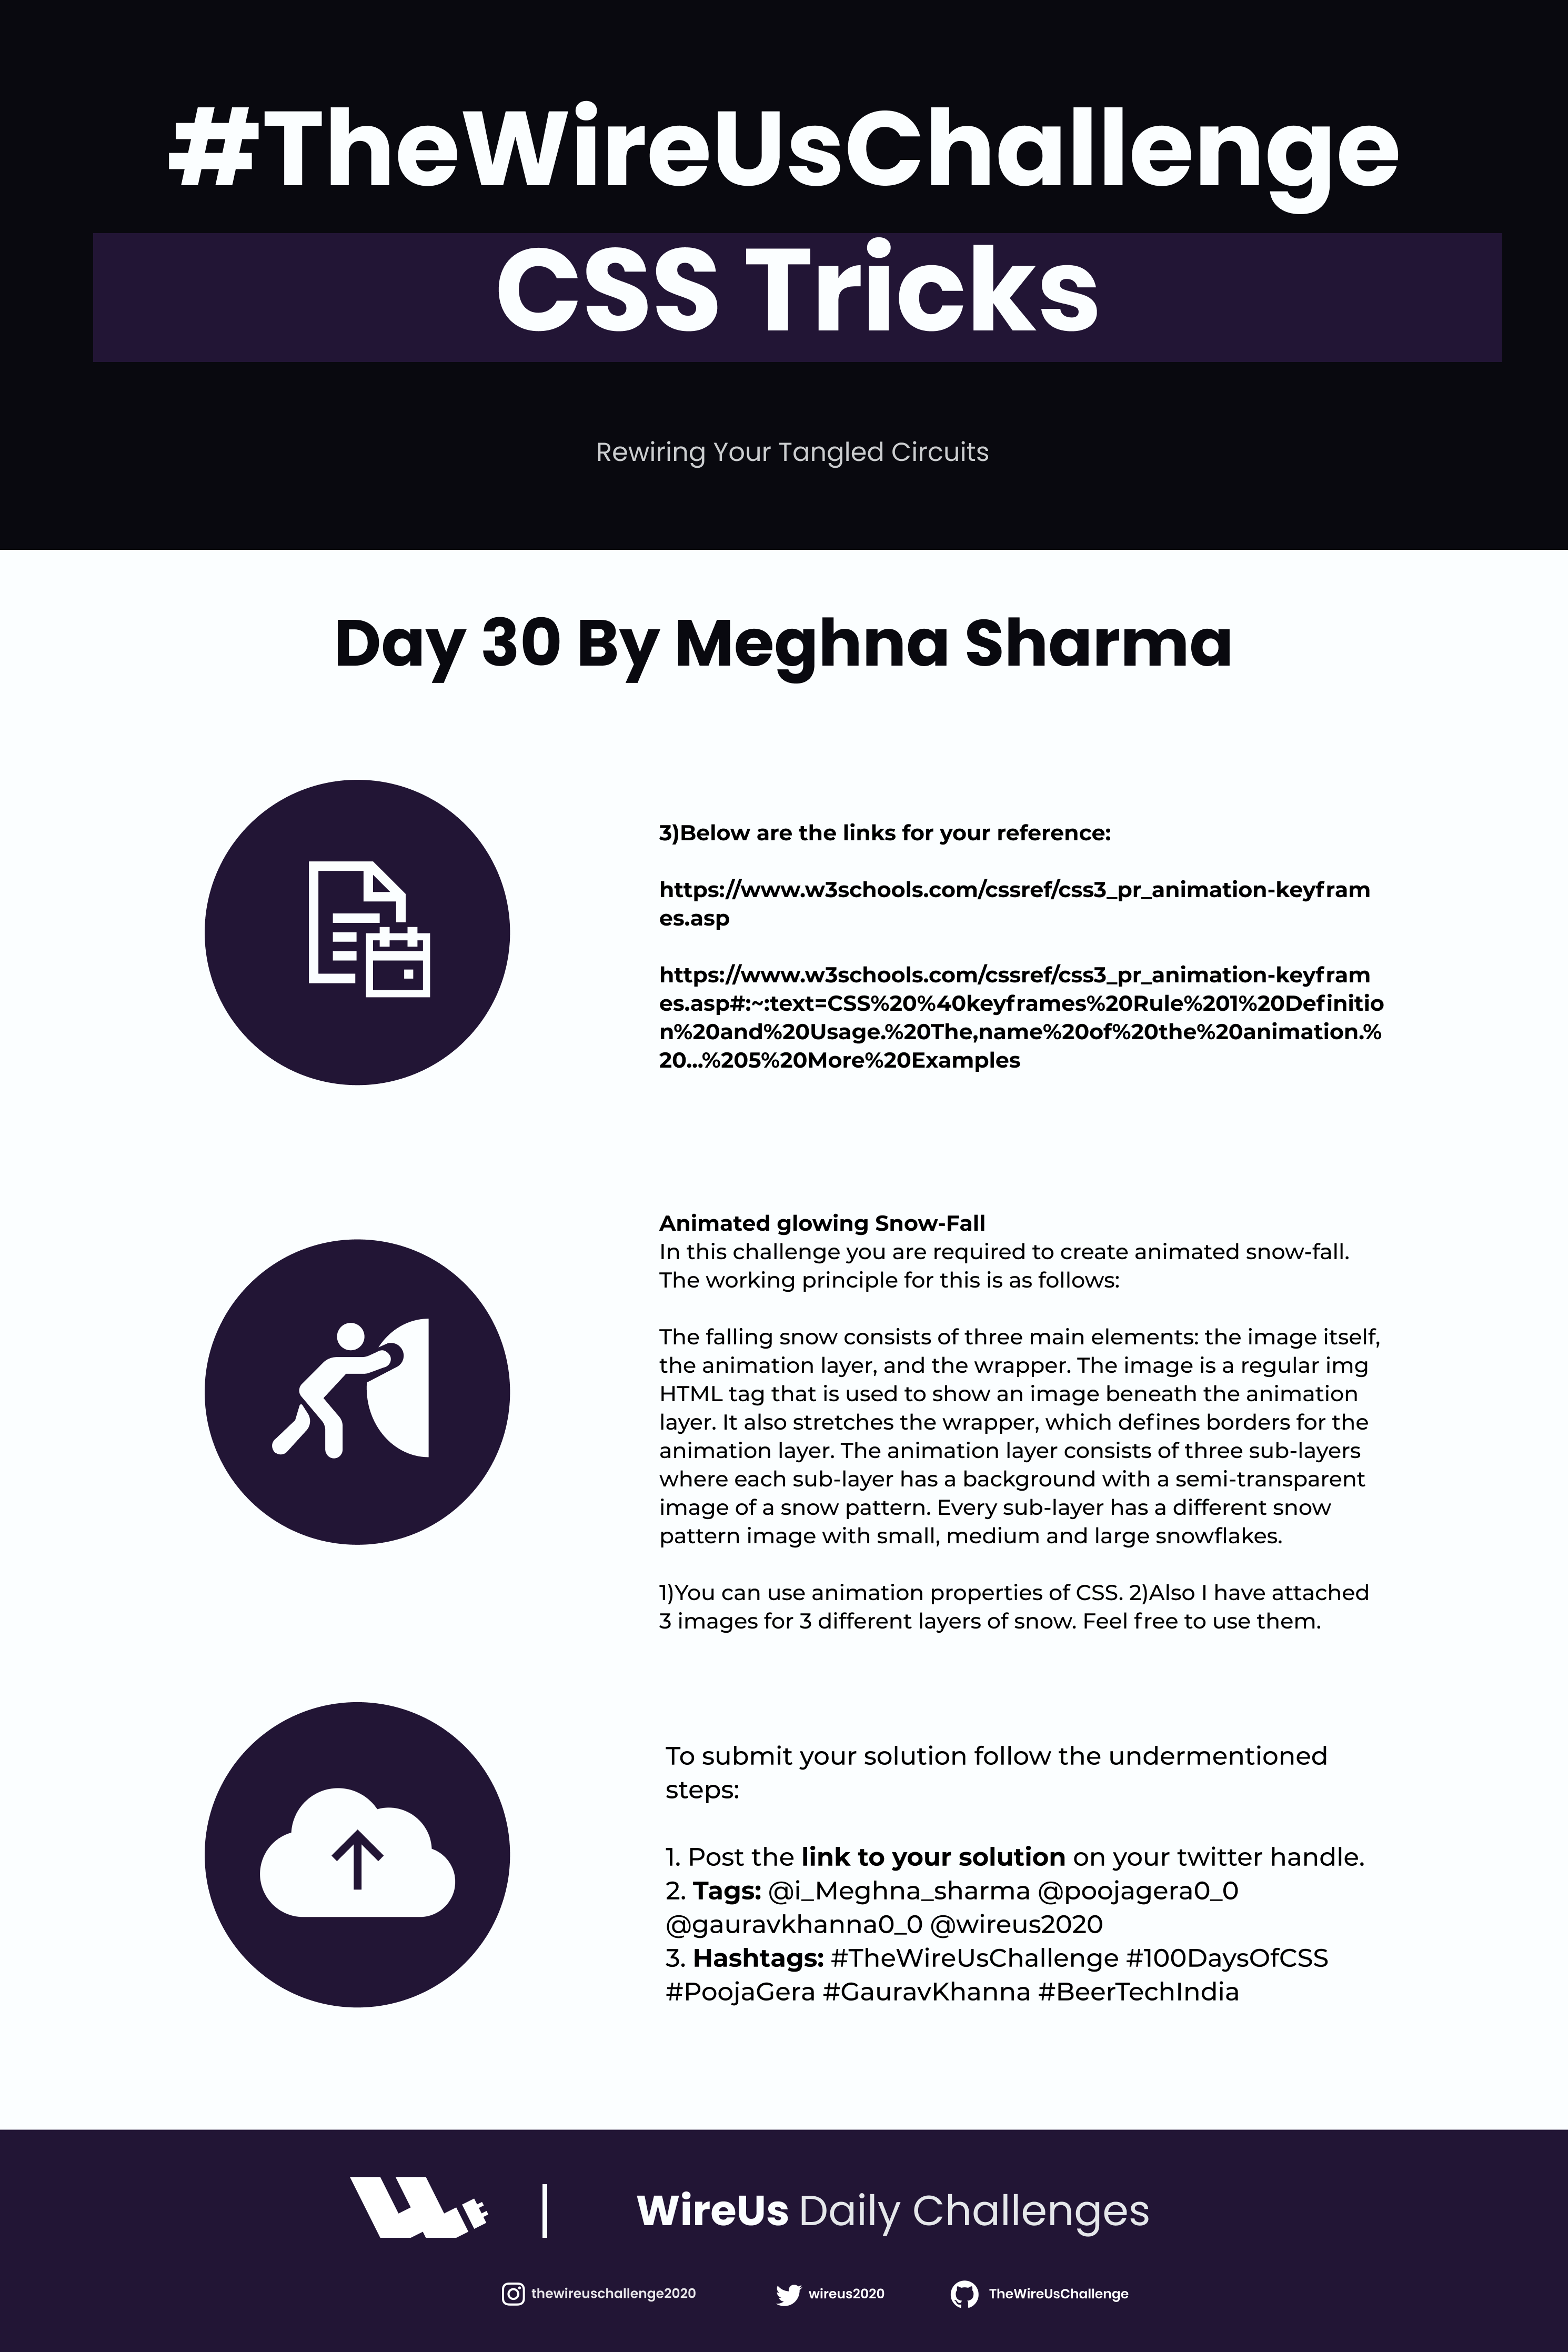 #TheWireUsChallenge
CSS Tricks
Rewiring Your Tangled Circuits
Day 30 By Meghna Sharma
3)Below are the links for your reference:
https://www.w3schools.com/cssref/css3_pr_animation-keyfram
es.asp
https://www.w3schools.com/cssref/css3_pr_animation-keyfram
es.asp#:~:text=CSS%20%40keyframes%20Rule%201%20Definitio
n%20and%20Usage.%20The,name%20of%20the%20animation.%
20...%205%20More%20Examples
Animated glowing Snow-Fall
In this challenge you are required to create animated snow-fall.
The working principle for this is as follows:
The falling snow consists of three main elements: the image itself,
the animation layer, and the wrapper. The image is a regular img
HTML tag that is used to show an image beneath the animation
layer. It also stretches the wrapper, which defines borders for the
animation layer. The animation layer consists of three sub-layers
where each sub-layer has a background with a semi-transparent
image of a snow pattern. Every sub-layer has a different snow
pattern image with small, medium and large snowflakes.
1)You can use animation properties of CSS. 2)Also I have attached
3 images for 3 different layers of snow. Feel free to use them.
To submit your solution follow the undermentioned
steps:
1. Post the link to your solution on your twitter handle.
2. Tags: @i_Meghna_sharma @poojagera0_0
@gauravkhanna0_0 @wireus2020
3. Hashtags: #TheWireUsChallenge #100DaysOfCSS
#PoojaGera #GauravKhanna #BeerTechIndia
WireUs Daily Challenges
thewireuschallenge2020 wireus2020 TheWireUsChallenge